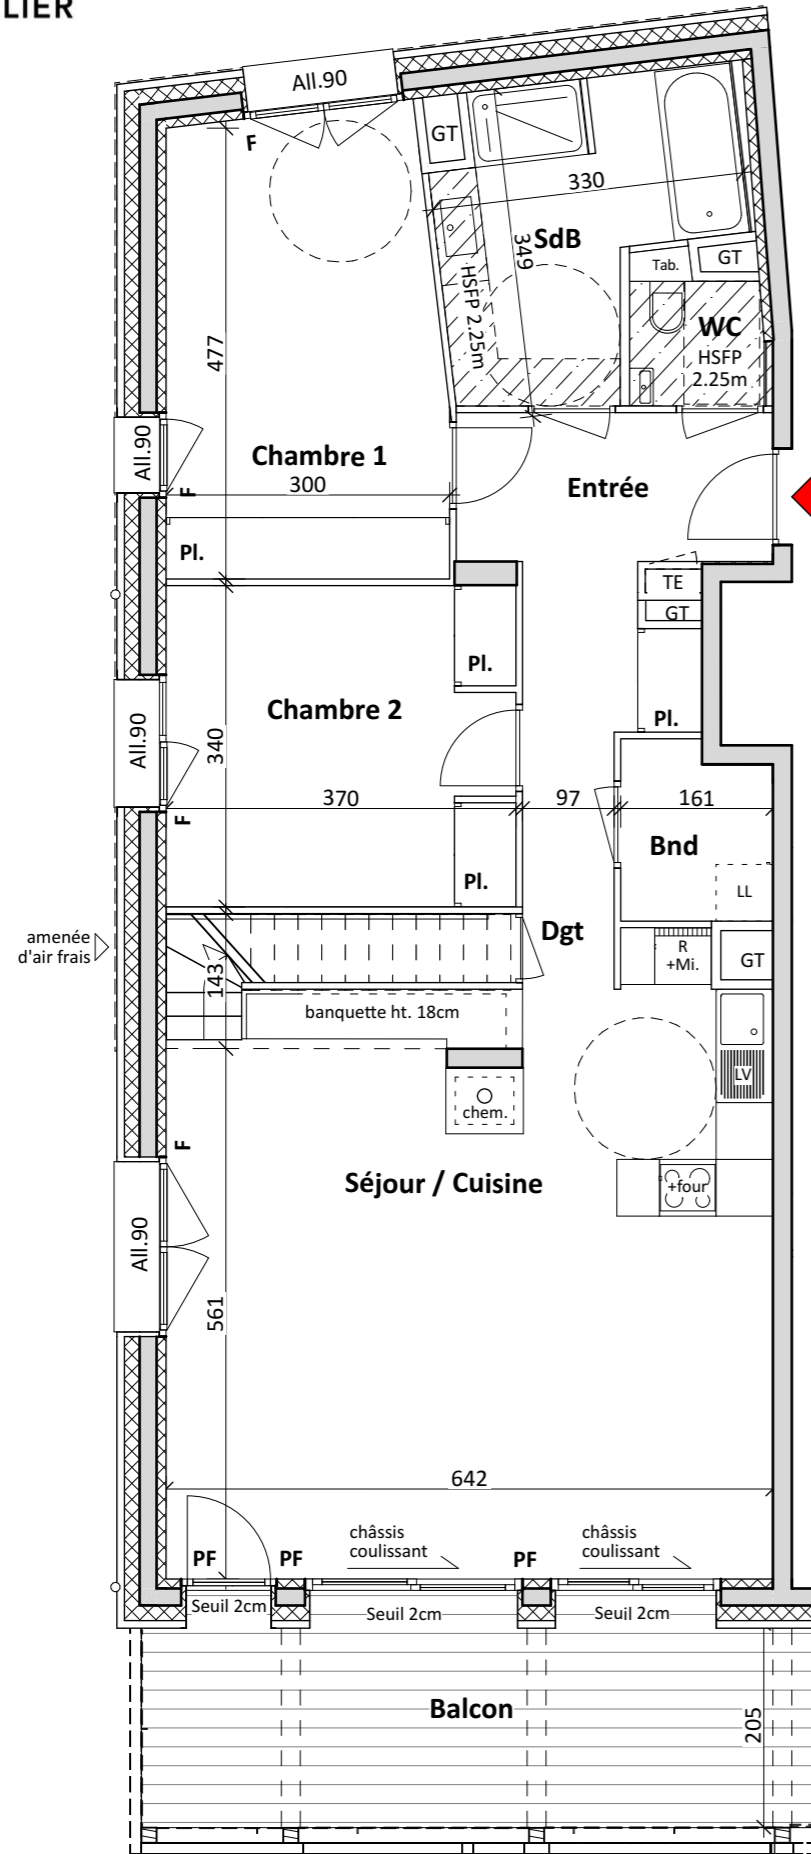 LIER
All.90
F
GT
330
SdB
349
HSFP 2.25m
Tab.
GT
WC
HSFP
2.25m
477
All.90
F
Chambre 1
300
Entrée
Pl.
TE
GT
Pl.
Pl.
Chambre 2
All.90
340
370
97
161
F
Bnd
Pl.
LL
Dgt
amenée
d'air frais
143
R
+Mi.
GT
banquette ht. 18cm
LV
chem.
F
Séjour / Cuisine
+four
All.90
561
642
châssis
coulissant
châssis
coulissant
PF
PF
PF
Seuil 2cm
Seuil 2cm
Seuil 2cm
Balcon
205